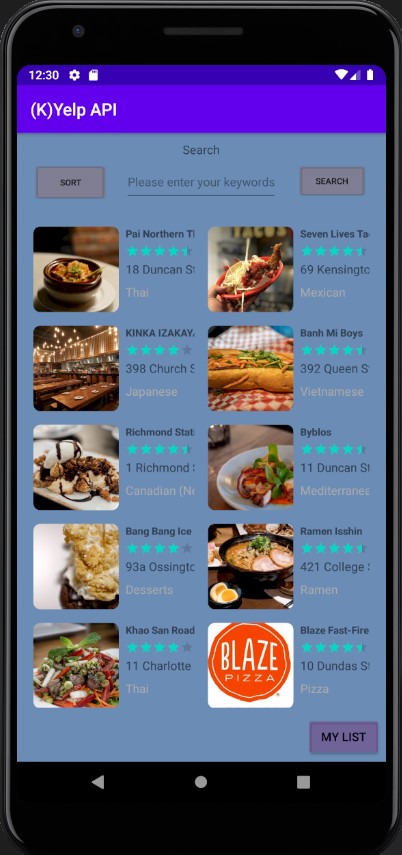 12:30
(K)Yelp API
Search
SORT
Please enter your keywords
SEARCH
Pai Northern T
18 Duncan St
Thai
Seven Lives Ta
69 Kensingto
Mexican
KINKA IZAKAYA
398 Church S
Japanese
Banh Mi Boys
392 Queen St
Vietnamese
Richmond Stati
1 Richmond S
Canadian (Ne
Byblos
11 Duncan St
Mediterranea
Bang Bang Ice
93a Ossingto
Desserts
Ramen Isshin
421 College S
Ramen
Khao San Road
11 Charlotte
Thai
BLAZE
PIZZA
Blaze Fast-Fire
10 Dundas St
Pizza
MY LIST